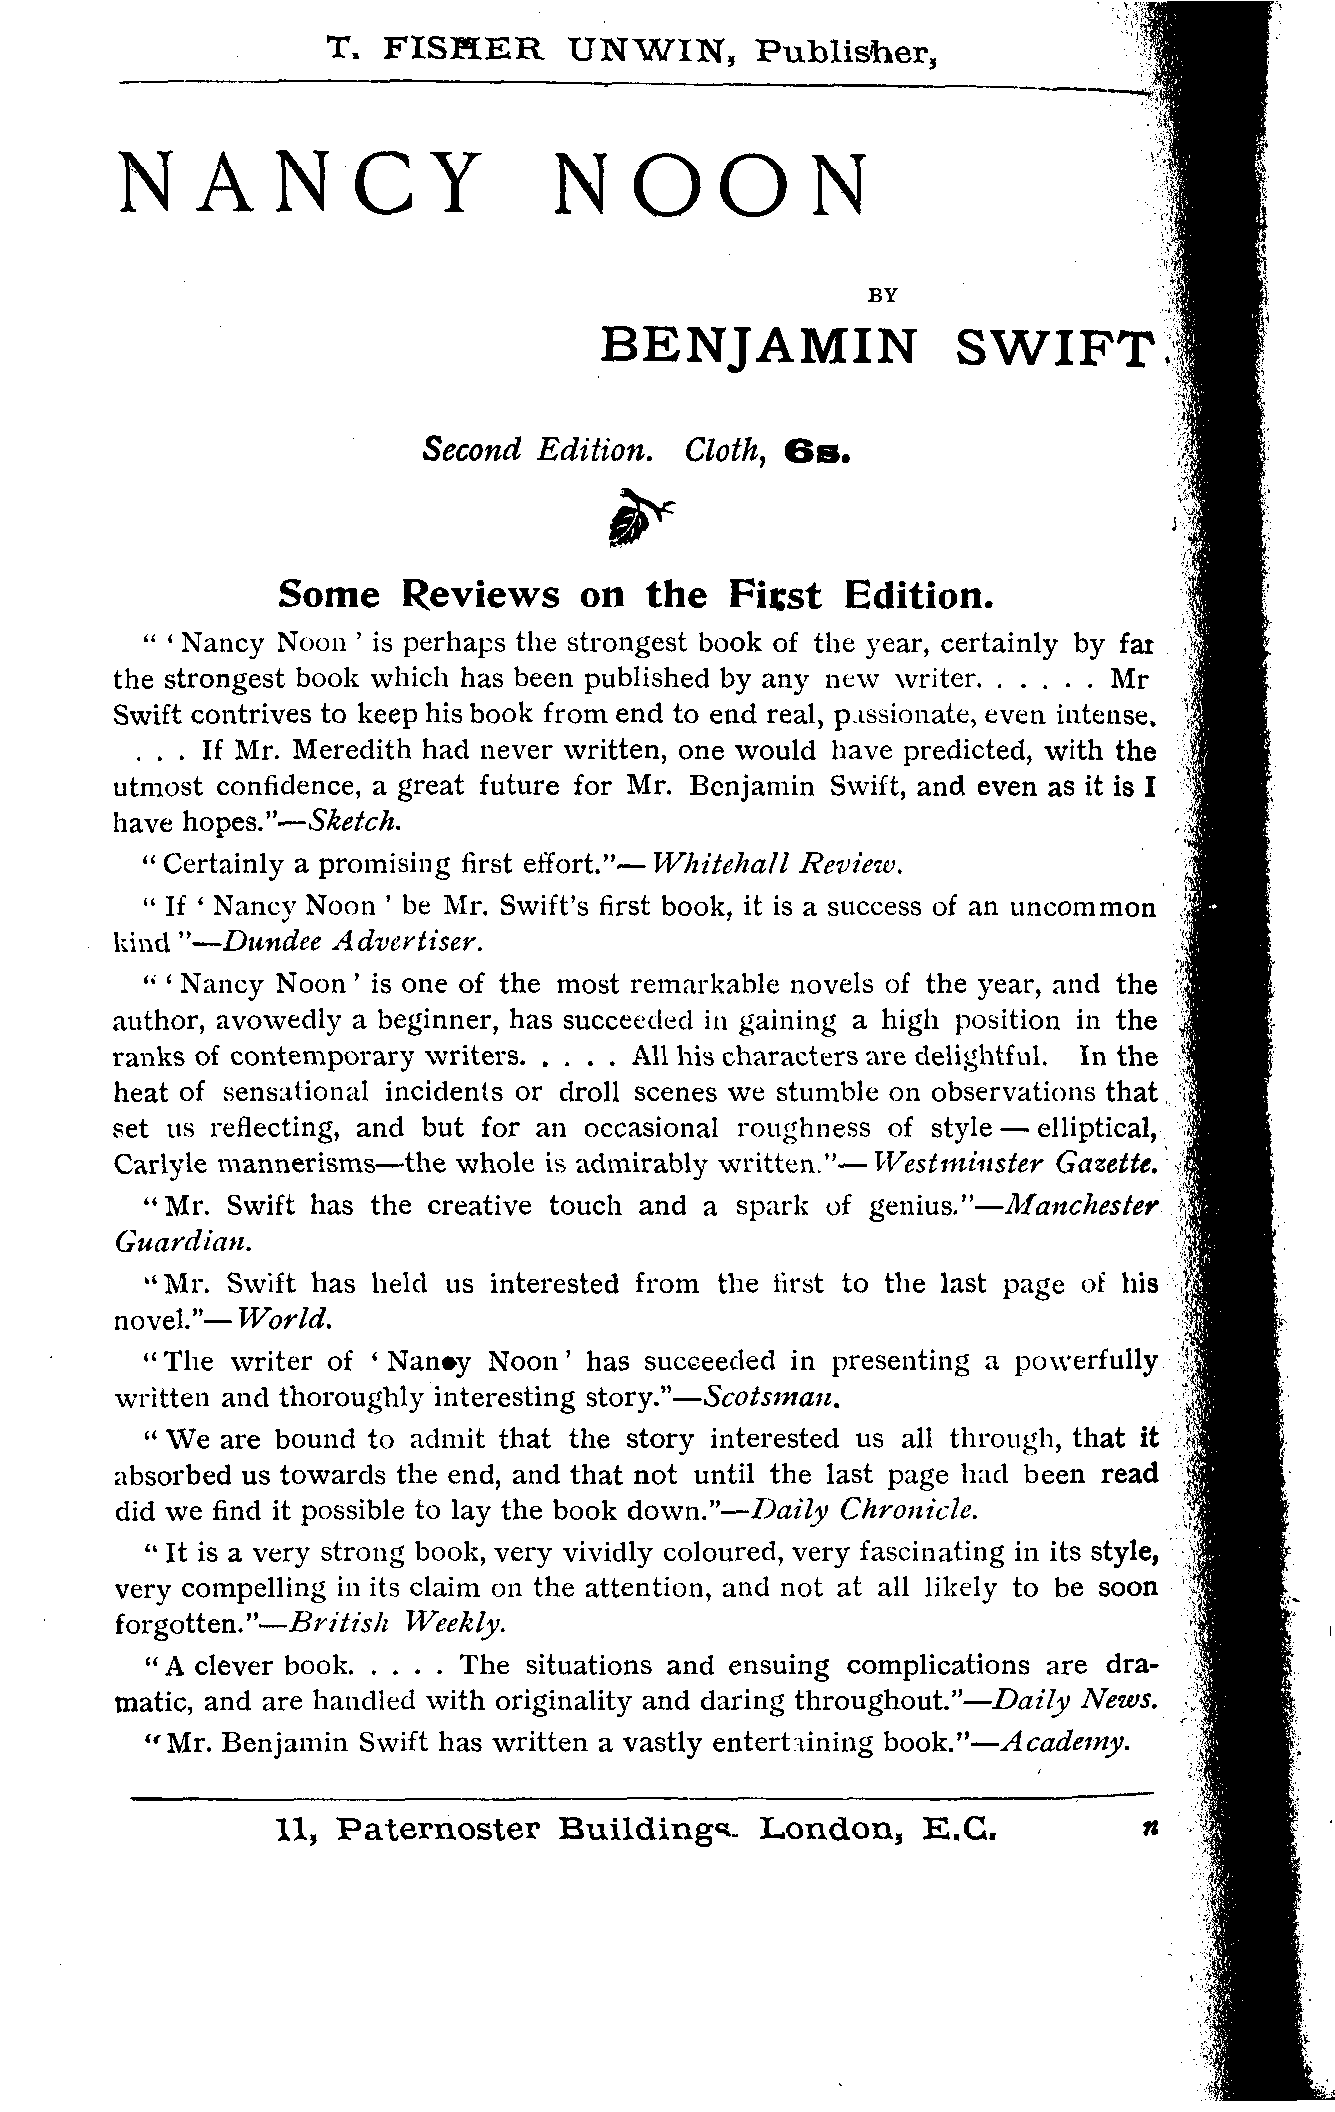 T. FISHER UNWIN, Publisher,
NANCY NOON
BY
BENJAMIN SWIFT.
Second Edition. Cloth, 6s.
Some Reviews on the First Edition.
“ ‘ Nancy Noon ’ is perhaps the strongest book of the year, certainly by far
the strongest book which has been published by any new writer. . . . . . Mr
Swift contrives to keep his book from end to end real, passionate, even intense.
. . . If Mr. Meredith had never written, one would have predicted, with the
utmost confidence, a great future for Mr. Benjamin Swift, and even as it is I
have hopes.”—Sketch.
“ Certainly a promising first effort.”—Whitehall Review.
“ If ‘ Nancy Noon ’ be Mr. Swift’s first book, it is a success of an uncommon
kind ”—Dundee Advertiser.
“ ‘ Nancy Noon ’ is one of the most remarkable novels of the year, and the
author, avowedly a beginner, has succeeded in gaining a high position in the
ranks of contemporary writers. . . . . All his characters are delightful. In the
heat of sensational incidents or droll scenes we stumble on observations that
set us reflecting, and but for an occasional roughness of style — elliptical,
Carlyle mannerisms—the whole is admirably written.”—Westminster Gazette.
“ Mr. Swift has the creative touch and a spark of genius.”—Manchester
Guardian.
“ Mr. Swift has held us interested from the first to the last page of his
novel.”—World.
“ The writer of ‘ Nancy Noon ’ has succeeded in presenting a powerfully
written and thoroughly interesting story.”—Scotsman.
“ We are bound to admit that the story interested us all through, that it
absorbed us towards the end, and that not until the last page had been read
did we find it possible to lay the book down.”—Daily Chronicle.
“ It is a very strong book, very vividly coloured, very fascinating in its style,
very compelling in its claim on the attention, and not at all likely to be soon
forgotten.”—British Weekly.
“ A clever book. . . . . The situations and ensuing complications are dra-
matic, and are handled with originality and daring throughout.”—Daily News.
“ Mr. Benjamin Swift has written a vastly entertaining book.”—Academy.
11, Paternoster Buildings. London, E.C. n